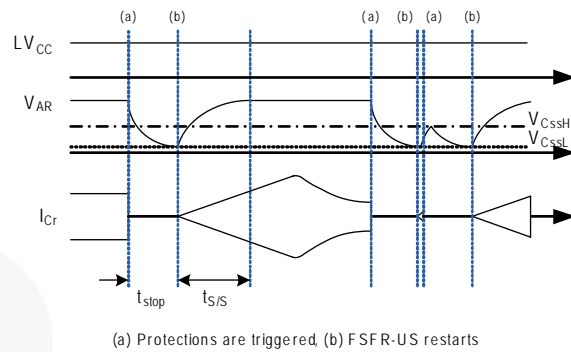 (a) (b) (a) (b) (a) (b)
LVCC
VAR
VCssH
VCssL
ICr
tstop tS/S
(a) Protections are triggered, (b) FSFR-US restarts